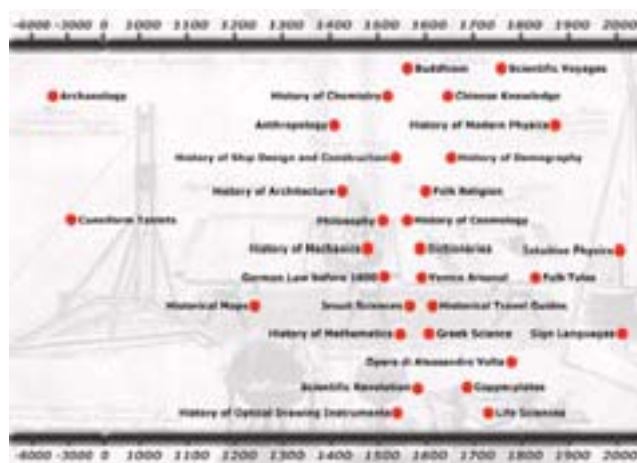 -4000 -3000 0 1000 1200 1300 1400 1500 1600 1700 1800 1900 2000
Buddhism Scientific Voyages
Archaeology History of Chemistry Chinese Knowledge
Anthropology History of Modern Physics
History of Ship Design and Construction History of Demography
History of Architecture Folk Religion
Cuneiform Tablets Philosophy History of Cosmology
History of Mechanics Dictionaries Intuitive Physics
German Law before 1600 Venice Arsenal Folk Tales
Historical Maps Jesuit Sciences Historical Travel Guides
History of Mathematics Greek Science Sign Languages
Opera di Alessandro Volta
Scientific Revolution Copperplates
History of Optical Drawing Instruments Life Sciences
-4000 -3000 0 1000 1200 1300 1400 1500 1600 1700 1800 1900 2000